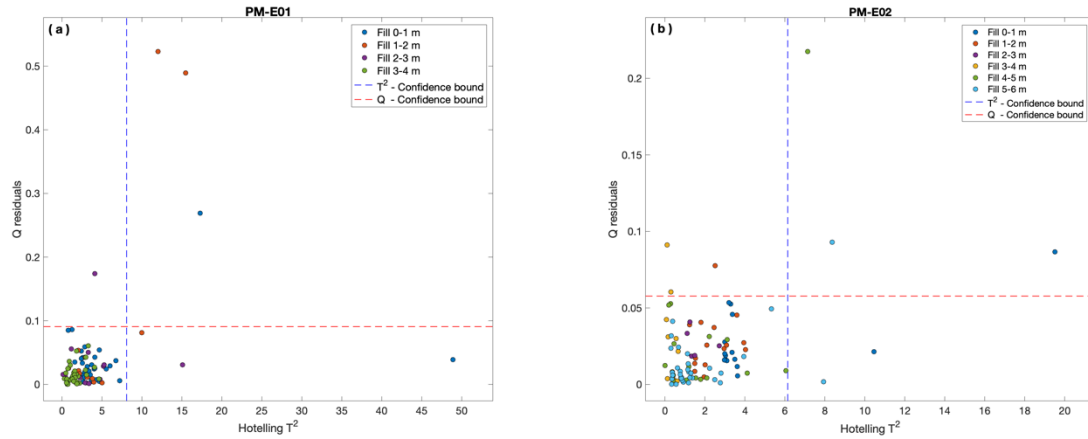 PM-E01
( a )
Fill 0-1 m
Fill 1-2 m
Fill 2-3 m
Fill 3-4 m
T2 - Confidence bound
Q - Confidence bound
0.5
0.4
0.3
0.2
0.1
0
Q residuals
0 5 10 15 20 25 30 35 40 45 50
Hotelling T2
PM-E02
( b )
Fill 0-1 m
Fill 1-2 m
Fill 2-3 m
Fill 3-4 m
Fill 4-5 m
Fill 5-6 m
T2 - Confidence bound
Q - Confidence bound
0.2
0.15
0.1
0.05
0
Q residuals
0 2 4 6 8 10 12 14 16 18 20
Hotelling T2